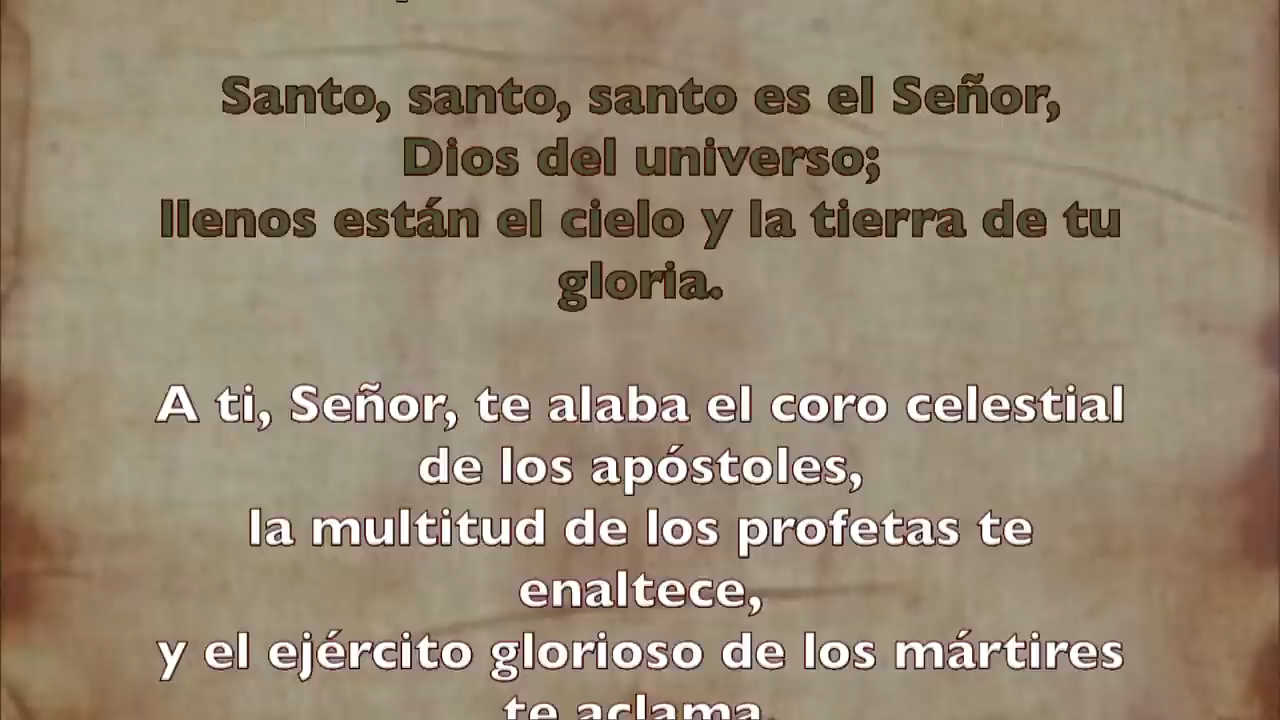 Santo, santo, santo es el Señor,
Dios del universo;
llenos están el cielo y la tierra de tu
gloria.
A ti, Señor, te alaba el coro celestial
de los apóstoles,
la multitud de los profetas te
enaltece,
y el ejército glorioso de los mártires
te aclama.